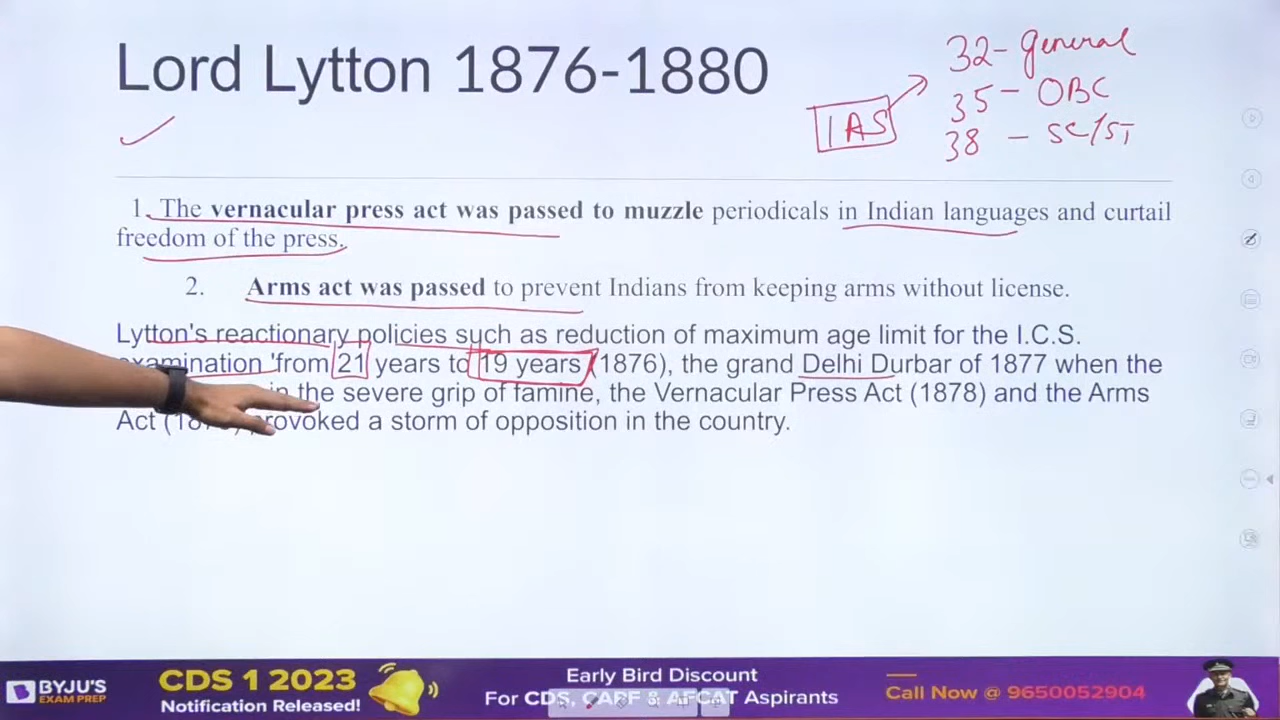 Lord Lytton 1876-1880
32- general
35 - OBC
38 - SC/ST
IAS
1. The vernacular press act was passed to muzzle periodicals in Indian languages and curtail
freedom of the press.
2. Arms act was passed to prevent Indians from keeping arms without license.
Lytton's reactionary policies such as reduction of maximum age limit for the I.C.S.
examination 'from 21 years to 19 years (1876), the grand Delhi Durbar of 1877 when the
in the severe grip of famine, the Vernacular Press Act (1878) and the Arms
Act provoked a storm of opposition in the country.
BYJU'S
EXAM PREP
CDS 1 2023
Notification Released!
Early Bird Discount
For CDS, CAPF & AFCAT Aspirants
Call Now @ 9650052904